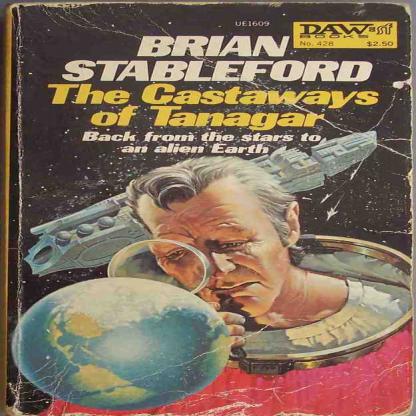 UE1609
DAW sf
BOOKS
No. 428 $2.50
BRIAN
STABLEFORD
The Castaways
of Tanagar
Back from the stars to
an alien Earth